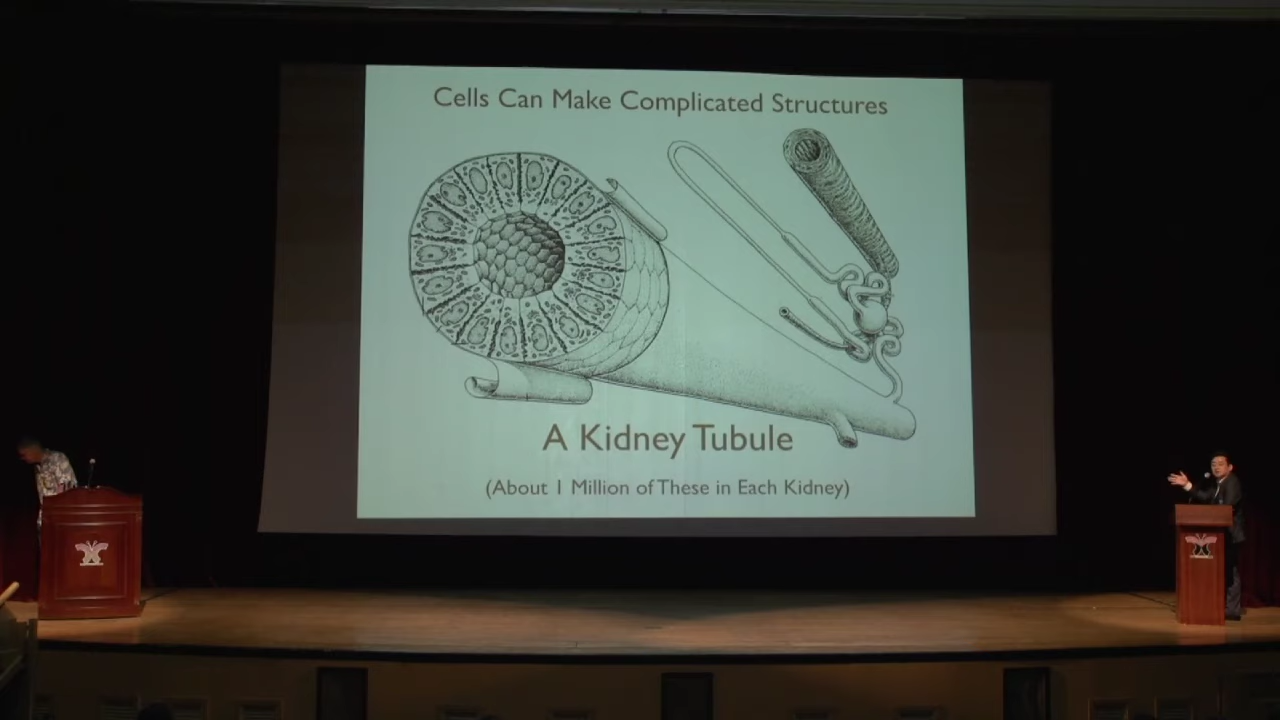 Cells Can Make Complicated Structures
A Kidney Tubule
(About 1 Million of These in Each Kidney)